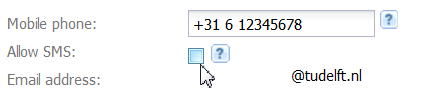 Mobile phone: +31 6 12345678 ?
Allow SMS: ?
Email address: @tudelft.nl